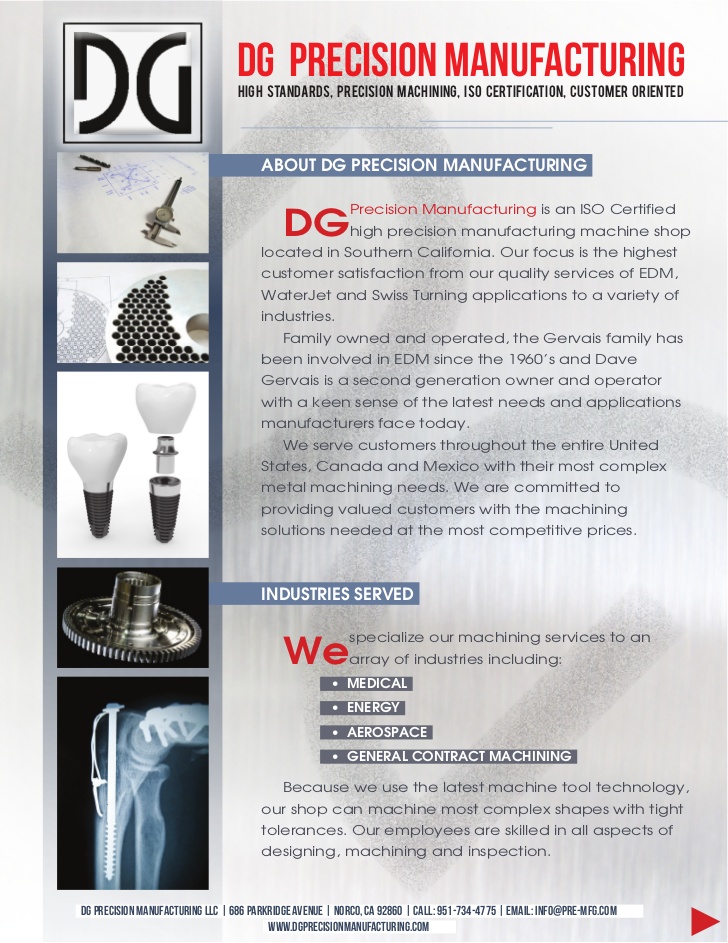 DG
DG PRECISION MANUFACTURING
HIGH STANDARDS, PRECISION MACHINING, ISO CERTIFICATION, CUSTOMER ORIENTED
ABOUT DG PRECISION MANUFACTURING
DG Precision Manufacturing is an ISO Certified
high precision manufacturing machine shop
located in Southern California. Our focus is the highest
customer satisfaction from our quality services of EDM,
WaterJet and Swiss Turning applications to a variety of
industries.
Family owned and operated, the Gervais family has
been involved in EDM since the 1960's and Dave
Gervais is a second generation owner and operator
with a keen sense of the latest needs and applications
manufacturers face today.
We serve customers throughout the entire United
States, Canada and Mexico with their most complex
metal machining needs. We are committed to
providing valued customers with the machining
solutions needed at the most competitive prices.
INDUSTRIES SERVED
We specialize our machining services to an
array of industries including:
• MEDICAL
• ENERGY
• AEROSPACE
• GENERAL CONTRACT MACHINING
Because we use the latest machine tool technology,
our shop can machine most complex shapes with tight
tolerances. Our employees are skilled in all aspects of
designing, machining and inspection.
DG PRECISION MANUFACTURING LLC | 686 PARKRIDGE AVENUE | NORCO, CA 92860 | CALL: 951-734-4775 | EMAIL: INFO@PRE-MFG.COM
WWW.DGPRECISIONMANUFACTURING.COM